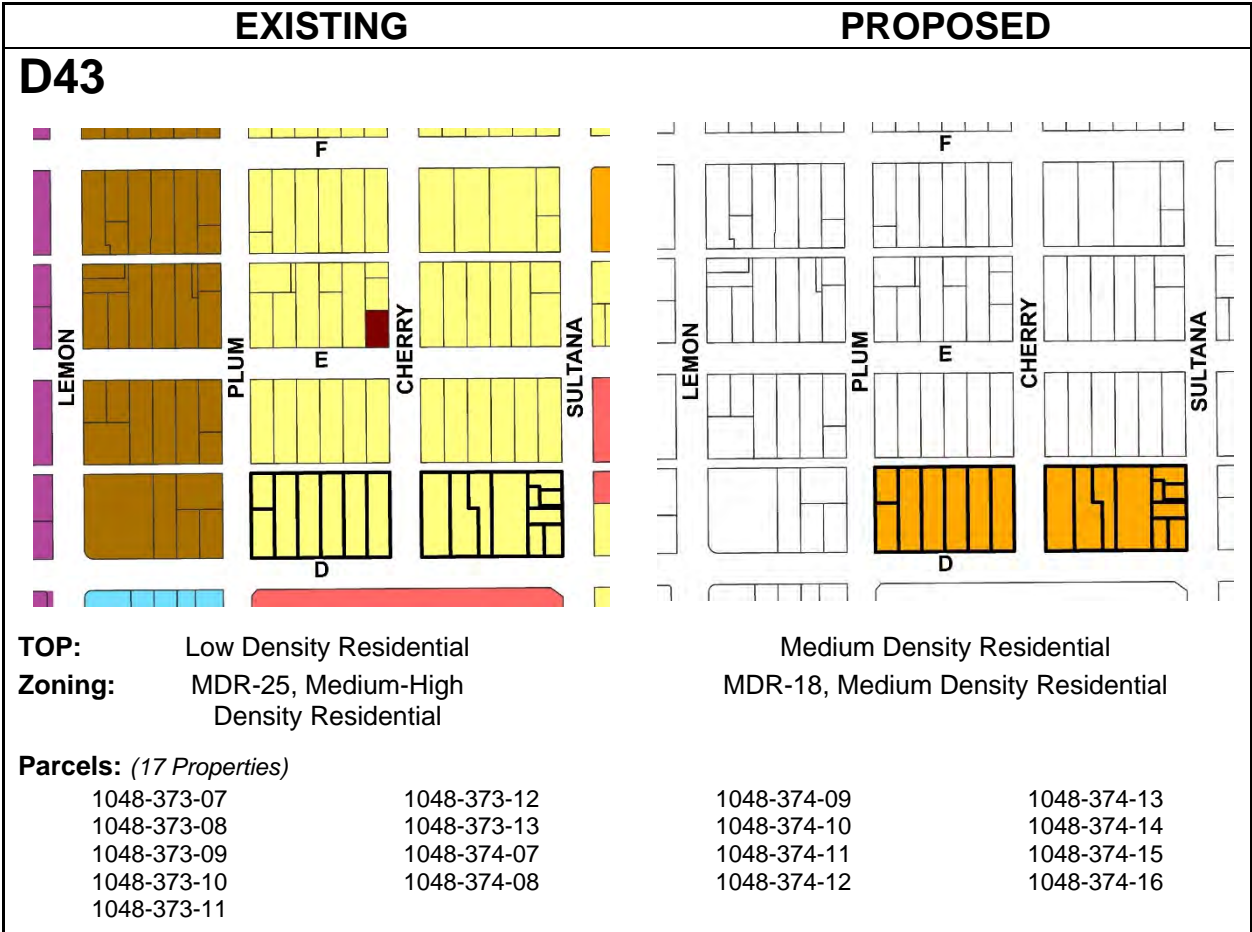 EXISTING
PROPOSED
D43
F
LEMON
PLUM
E
CHERRY
SULTANA
D
F
LEMON
PLUM
E
CHERRY
SULTANA
D
TOP: Low Density Residential Medium Density Residential
Zoning: MDR-25, Medium-High MDR-18, Medium Density Residential
Density Residential
Parcels: (17 Properties)
1048-373-07 1048-373-12 1048-374-09 1048-374-13
1048-373-08 1048-373-13 1048-374-10 1048-374-14
1048-373-09 1048-374-07 1048-374-11 1048-374-15
1048-373-10 1048-374-08 1048-374-12 1048-374-16
1048-373-11